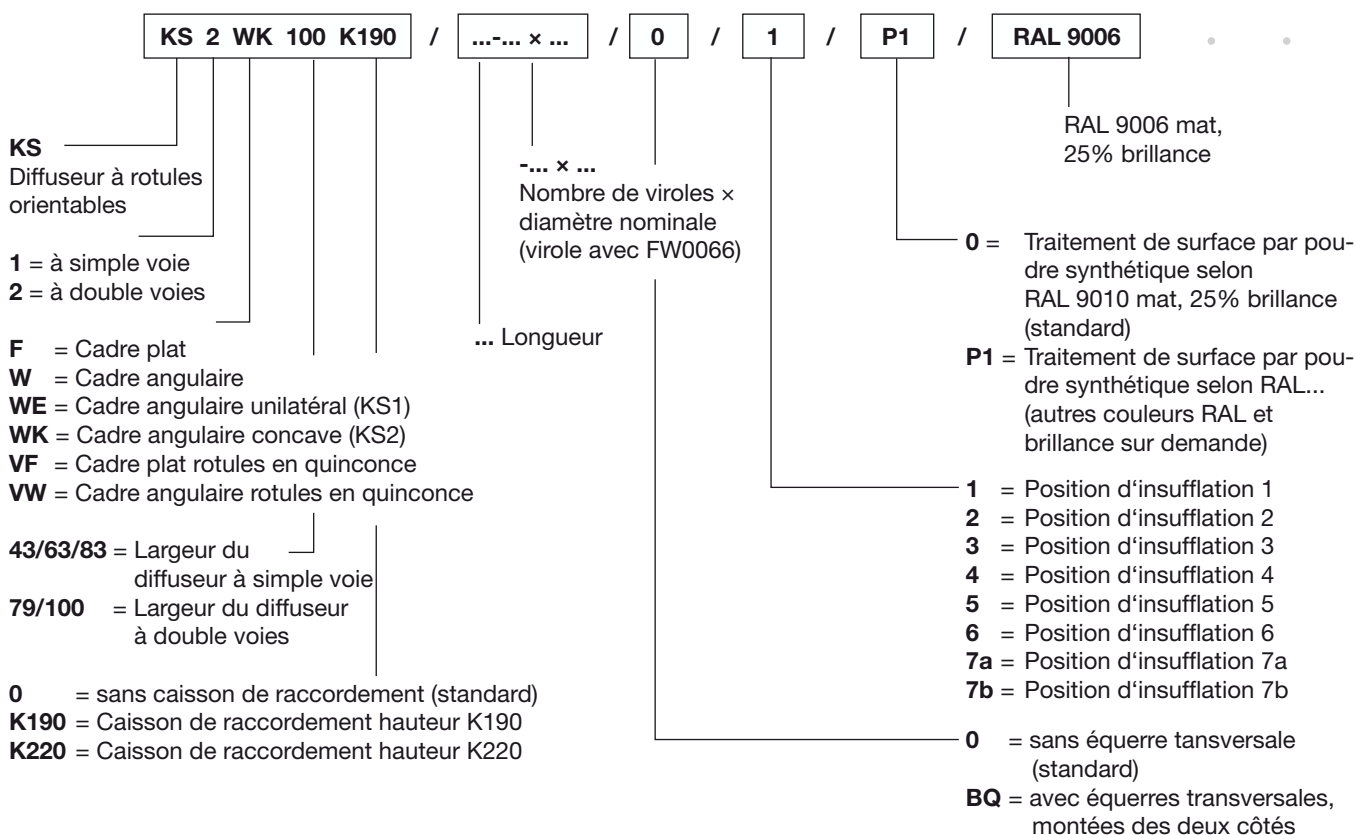 KS 2 WK 100 K190 / ...-... × ... / 0 / 1 / P1 / RAL 9006
RAL 9006 mat,
25% brillance
KS
Diffuseur à rotules
orientables
1 = à simple voie
2 = à double voies
F = Cadre plat
W = Cadre angulaire
WE = Cadre angulaire unilatéral (KS1)
WK = Cadre angulaire concave (KS2)
VF = Cadre plat rotules en quinconce
VW = Cadre angulaire rotules en quinconce
43/63/83 = Largeur du
diffuseur à simple voie
79/100 = Largeur du diffuseur
à double voies
0 = sans caisson de raccordement (standard)
K190 = Caisson de raccordement hauteur K190
K220 = Caisson de raccordement hauteur K220
... Longueur
-... × ...
Nombre de viroles ×
diamètre nominale
(virole avec FW0066)
0 = Traitement de surface par pou-
dre synthétique selon
RAL 9010 mat, 25% brillance
(standard)
P1 = Traitement de surface par pou-
dre synthétique selon RAL...
(autres couleurs RAL et
brillance sur demande)
1 = Position d‘insufflation 1
2 = Position d‘insufflation 2
3 = Position d‘insufflation 3
4 = Position d‘insufflation 4
5 = Position d‘insufflation 5
6 = Position d‘insufflation 6
7a = Position d‘insufflation 7a
7b = Position d‘insufflation 7b
0 = sans équerre tansversale
(standard)
BQ = avec équerres transversales,
montées des deux côtés